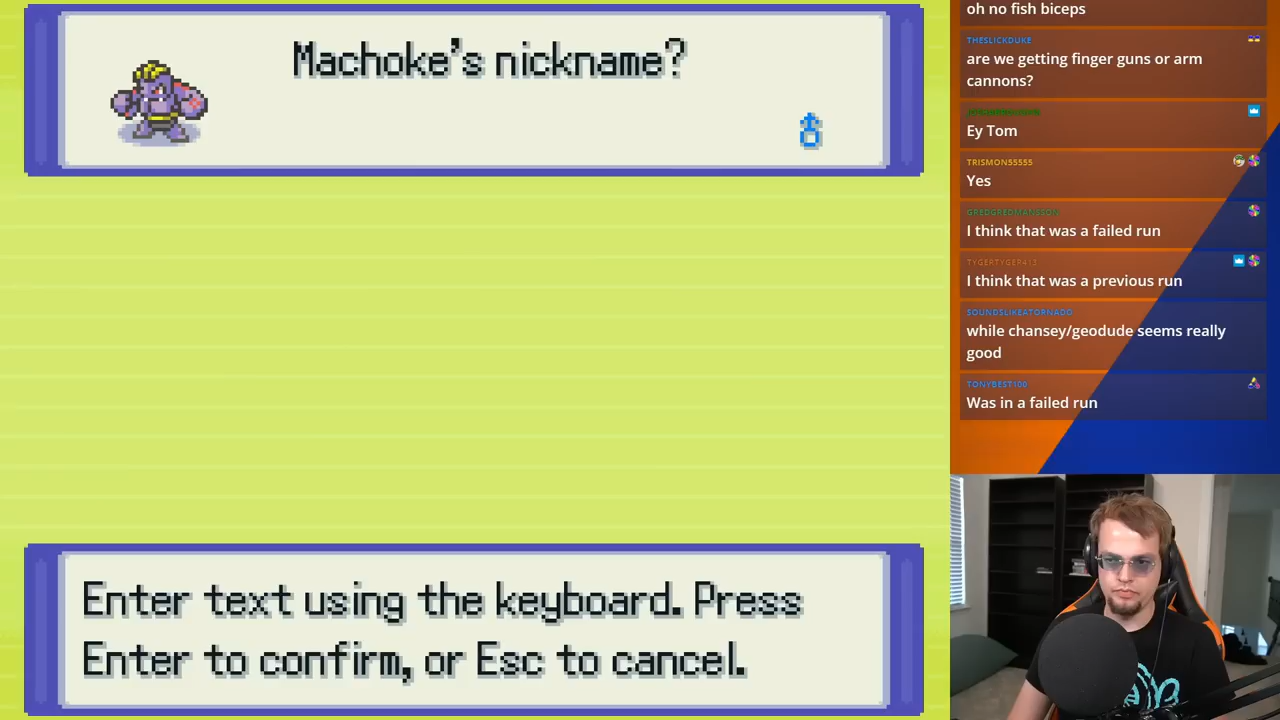 Machoke's nickname?
Enter text using the keyboard. Press
Enter to confirm, or Esc to cancel.
oh no fish biceps
THESLICKDUKE
are we getting finger guns or arm
cannons?
Ey Tom
TRISMON55555
Yes
GREDGREDMANSSON
I think that was a failed run
I think that was a previous run
SOUNDSLIKEATORNADO
while chansey/geodude seems really
good
TONYBEST100
Was in a failed run